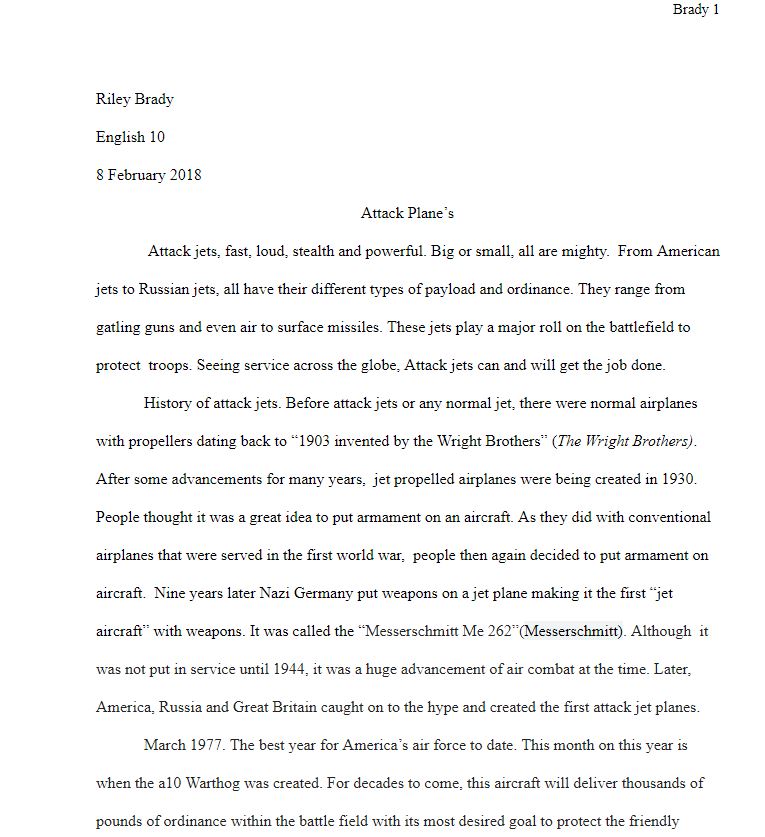 Brady 1
Riley Brady
English 10
8 February 2018
Attack Plane’s
Attack jets, fast, loud, stealth and powerful. Big or small, all are mighty.  From American
jets to Russian jets, all have their different types of payload and ordinance. They range from
gatling guns and even air to surface missiles. These jets play a major roll on the battlefield to
protect  troops. Seeing service across the globe, Attack jets can and will get the job done.
History of attack jets. Before attack jets or any normal jet, there were normal airplanes
with propellers dating back to “1903 invented by the Wright Brothers” (The Wright Brothers).
After some advancements for many years,  jet propelled airplanes were being created in 1930.
People thought it was a great idea to put armament on an aircraft. As they did with conventional
airplanes that were served in the first world war,  people then again decided to put armament on
aircraft.  Nine years later Nazi Germany put weapons on a jet plane making it the first “jet
aircraft” with weapons. It was called the “Messerschmitt Me 262”(Messerschmitt). Although  it
was not put in service until 1944, it was a huge advancement of air combat at the time. Later,
America, Russia and Great Britain caught on to the hype and created the first attack jet planes.
March 1977. The best year for America’s air force to date. This month on this year is
when the a10 Warthog was created. For decades to come, this aircraft will deliver thousands of
pounds of ordinance within the battle field with its most desired goal to protect the friendly